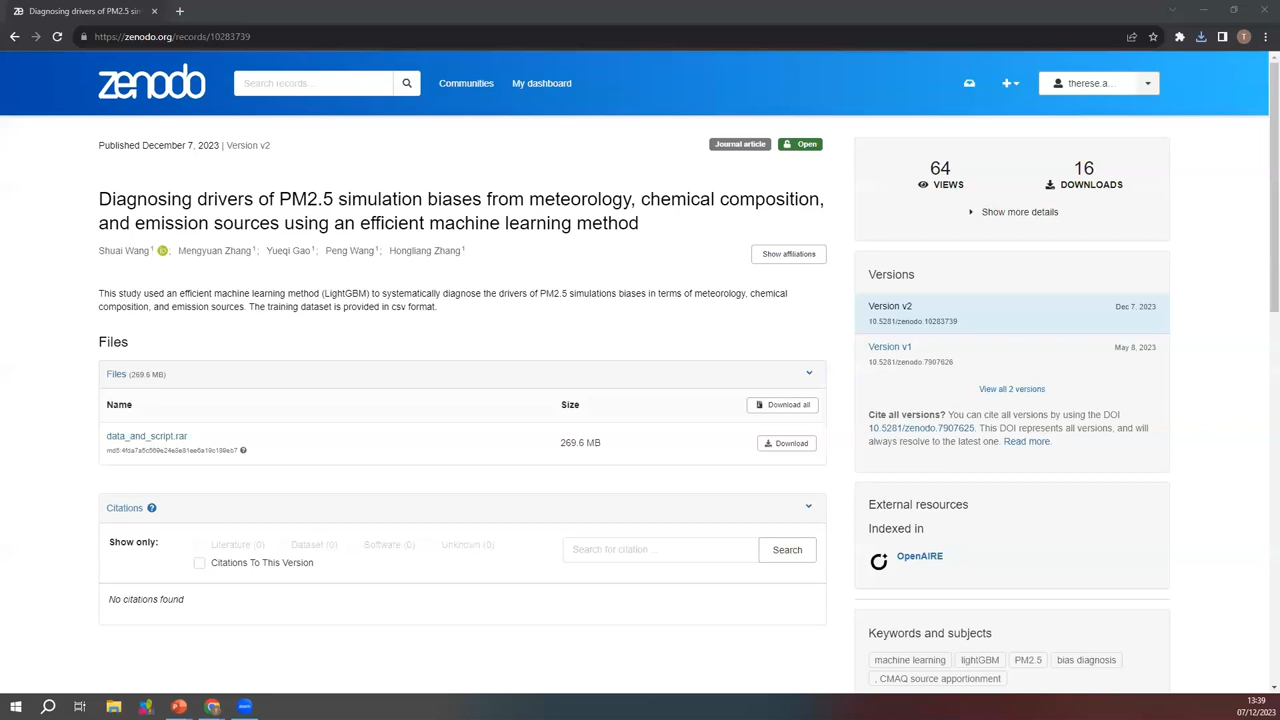 Diagnosing drivers of PM2.5 sim
https://zenodo.org/records/10283739
zenodo
Search records...
Communities
My dashboard
therese.a...
Published December 7, 2023 | Version v2
Journal article
Open
Diagnosing drivers of PM2.5 simulation biases from meteorology, chemical composition,
and emission sources using an efficient machine learning method
Shuai Wang1; Mengyuan Zhang1; Yueqi Gao1; Peng Wang1; Hongliang Zhang1
Show affiliations
This study used an efficient machine learning method (LightGBM) to systematically diagnose the drivers of PM2.5 simulations biases in terms of meteorology, chemical
composition, and emission sources. The training dataset is provided in csv format.
Files
Files (269.6 MB)
Name
Size
Download all
data_and_script.rar
269.6 MB
Download
Citations
Show only:
Literature (0)
Dataset (0)
Software (0)
Unknown (0)
Citations To This Version
Search for citation ...
Search
No citations found
64
VIEWS
16
DOWNLOADS
Show more details
Versions
Version v2
Dec 7, 2023
10.5281/zenodo.10283739
Version v1
May 8, 2023
10.5281/zenodo.7907626
View all 2 versions
Cite all versions? You can cite all versions by using the DOI
10.5281/zenodo.7907625. This DOI represents all versions, and will
always resolve to the latest one. Read more.
External resources
Indexed in
OpenAIRE
Keywords and subjects
machine learning
lightGBM
PM2.5
bias diagnosis
, CMAQ source apportionment
13:39
07/12/2023